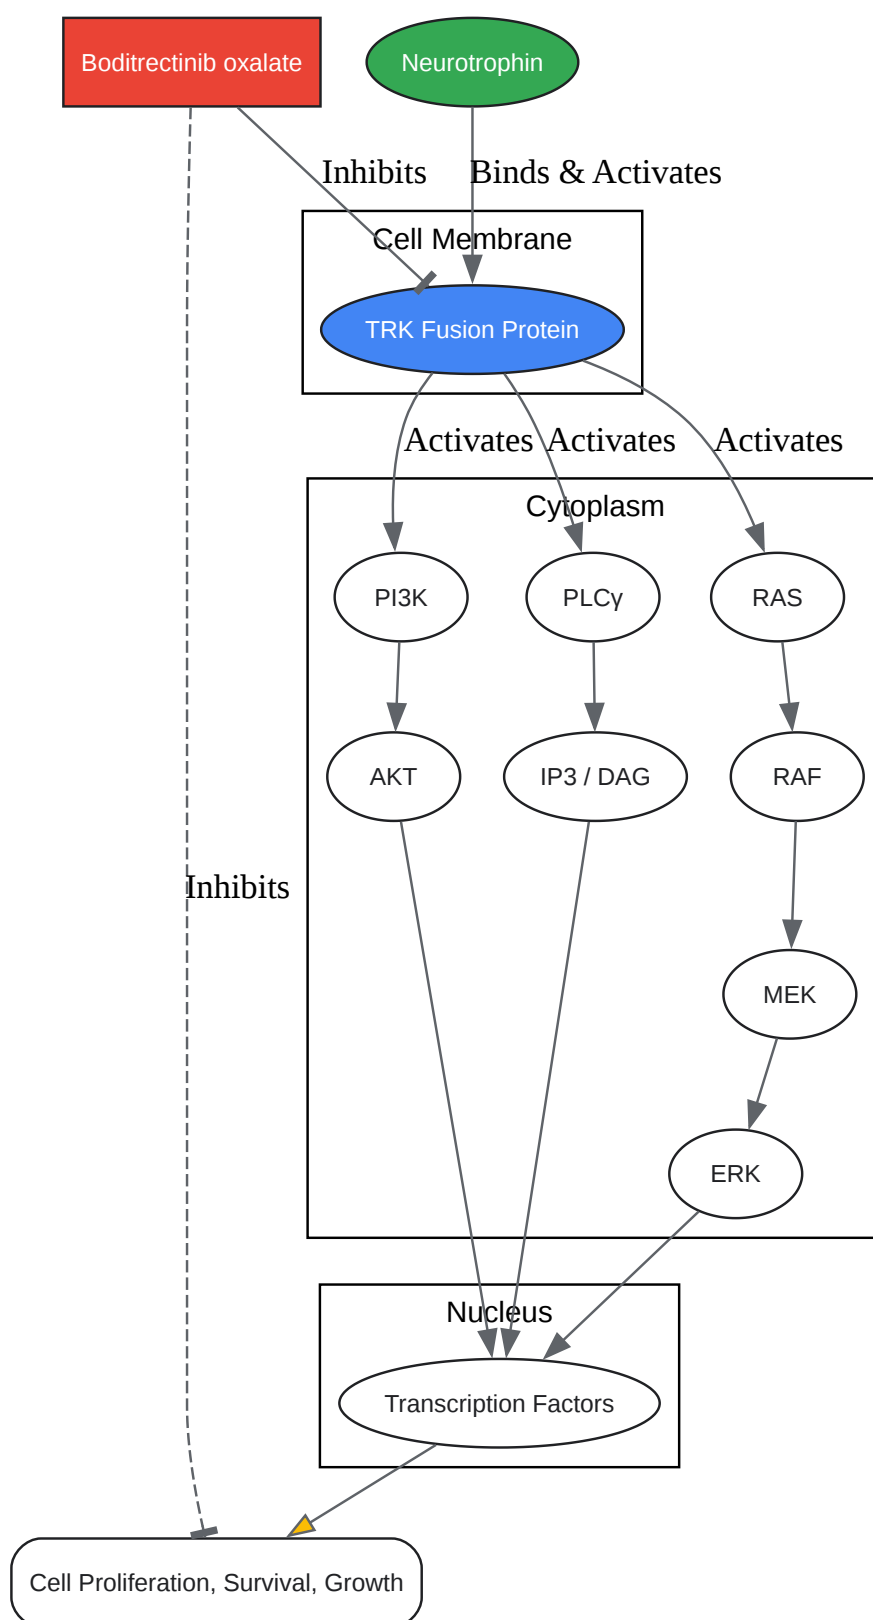 Boditrectinib oxalate
Neurotrophin
Inhibits
Binds & Activates
Cell Membrane
TRK Fusion Protein
Activates
Activates
Activates
Cytoplasm
PI3K
PLCγ
RAS
AKT
IP3 / DAG
RAF
Inhibits
MEK
ERK
Nucleus
Transcription Factors
Cell Proliferation, Survival, Growth